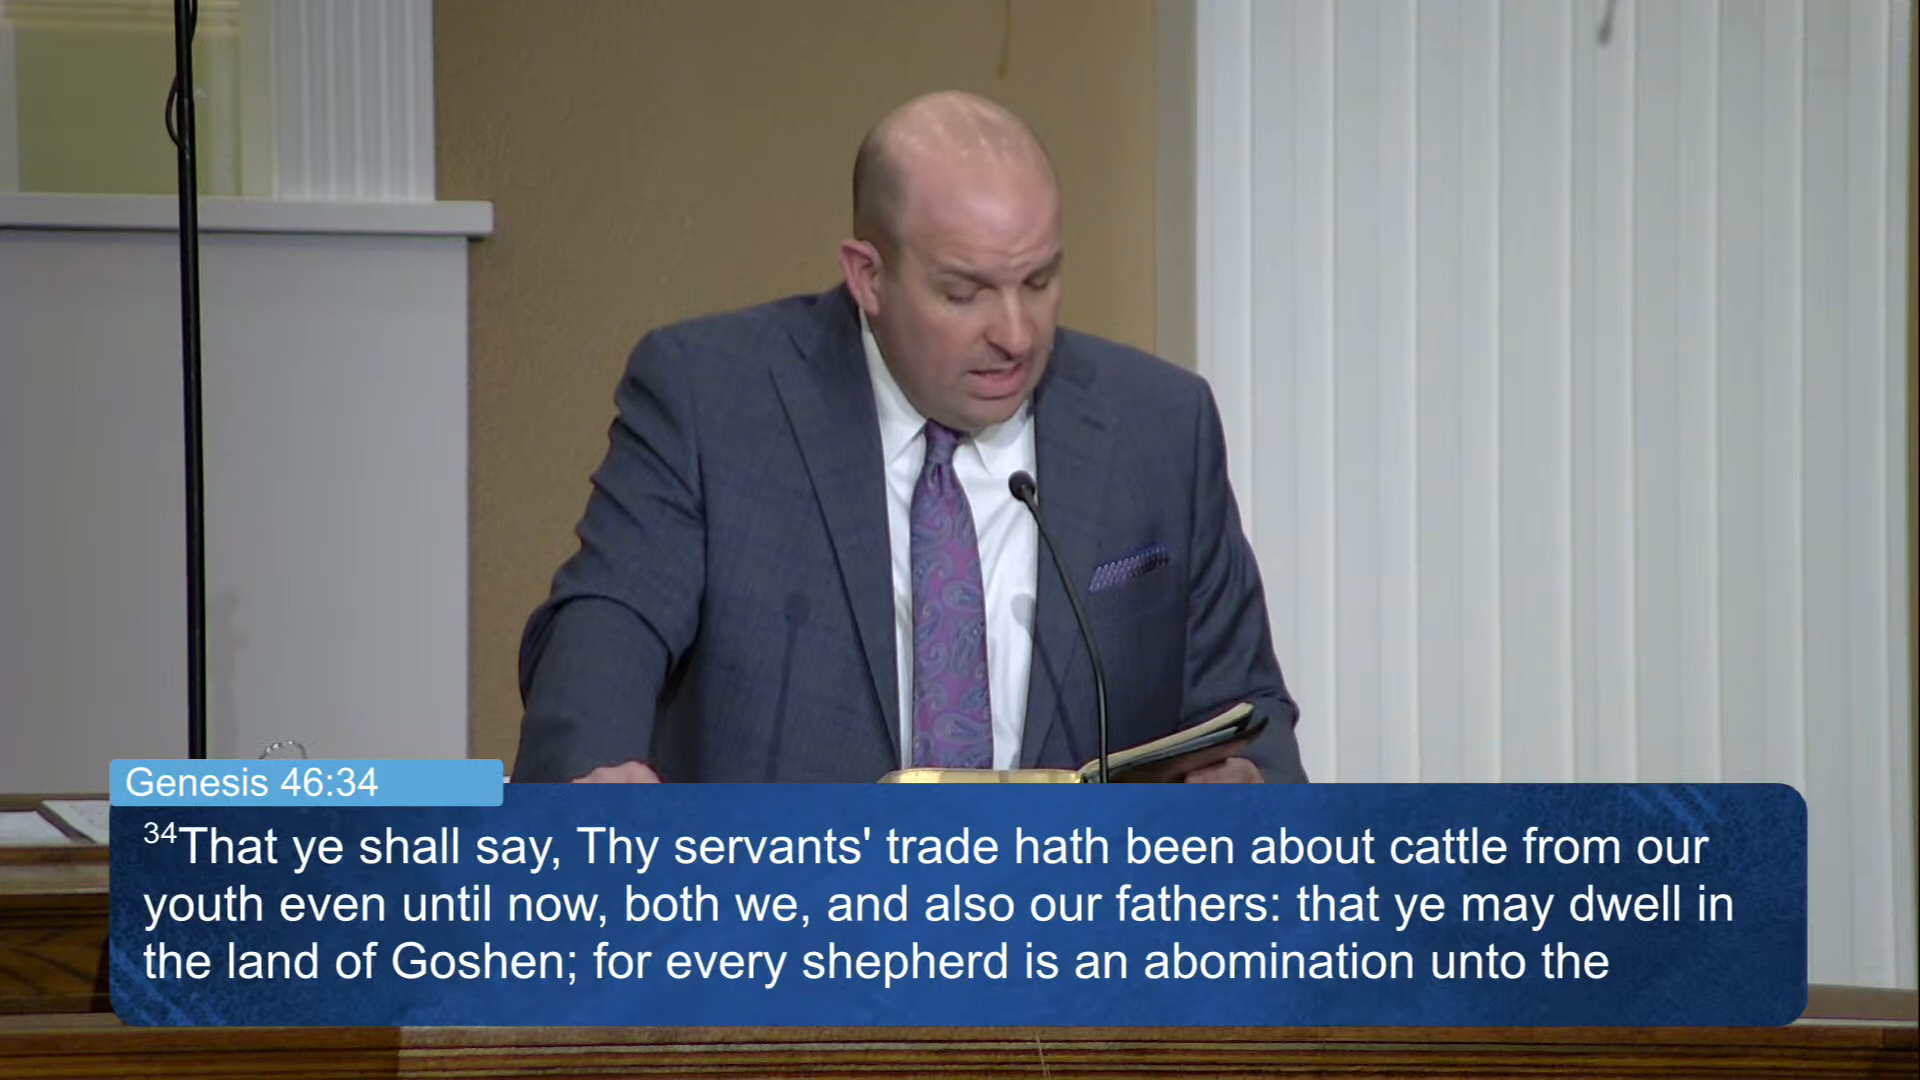 Genesis 46:34
34That ye shall say, Thy servants' trade hath been about cattle from our
youth even until now, both we, and also our fathers: that ye may dwell in
the land of Goshen; for every shepherd is an abomination unto the